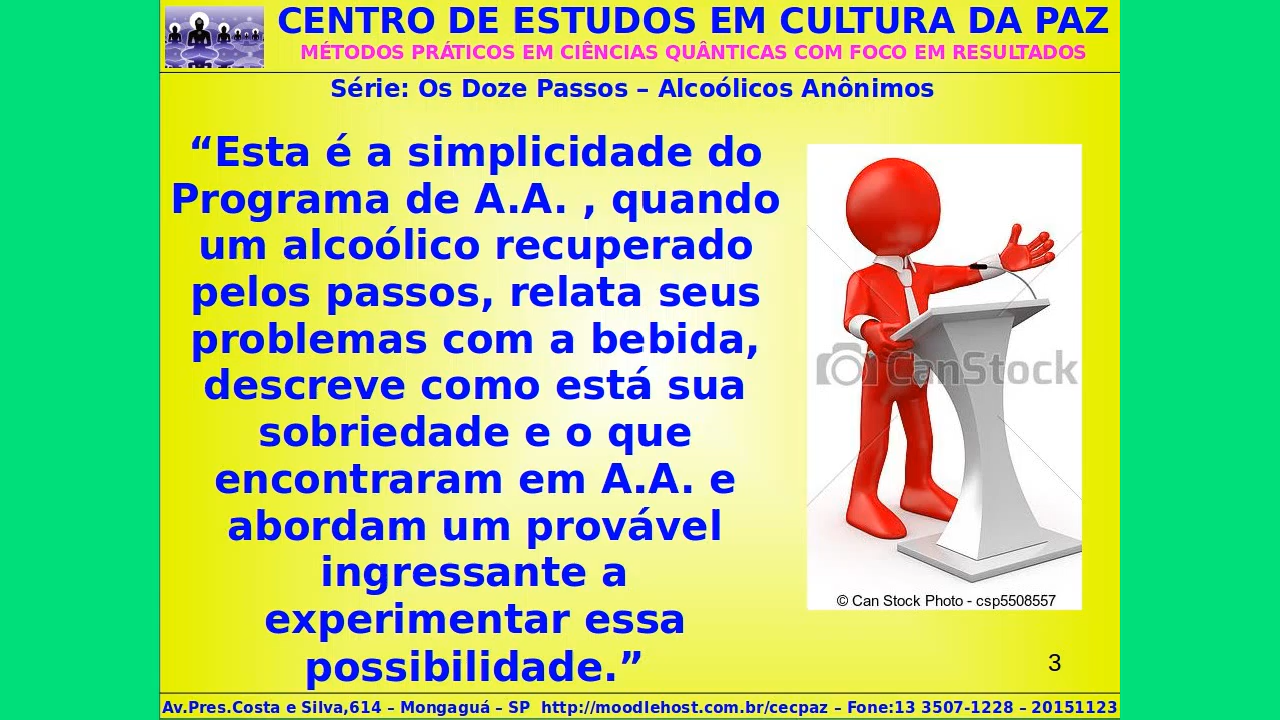 CENTRO DE ESTUDOS EM CULTURA DA PAZ
MÉTODOS PRÁTICOS EM CIÊNCIAS QUÂNTICAS COM FOCO EM RESULTADOS
Série: Os Doze Passos – Alcoólicos Anônimos
“Esta é a simplicidade do
Programa de A.A. , quando
um alcoólico recuperado
pelos passos, relata seus
problemas com a bebida,
descreve como está sua
sobriedade e o que
encontraram em A.A. e
abordam um provável
ingressante a
experimentar essa
possibilidade.”
CanStock
© Can Stock Photo - csp5508557
3
Av.Pres.Costa e Silva,614 – Mongaguá – SP http://moodlehost.com.br/cecpaz – Fone:13 3507-1228 – 20151123